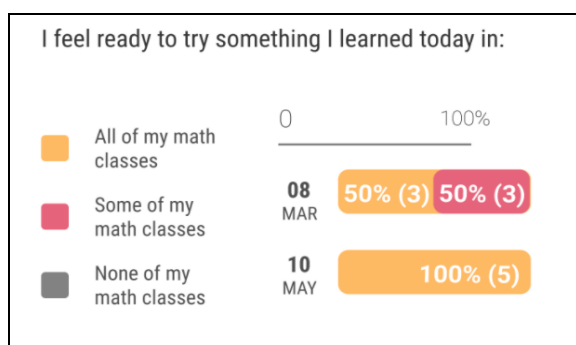 I feel ready to try something I learned today in:
0 100%
All of my math
classes
Some of my
math classes
None of my
math classes
08
MAR
50% (3) 50% (3)
10
MAY
100% (5)